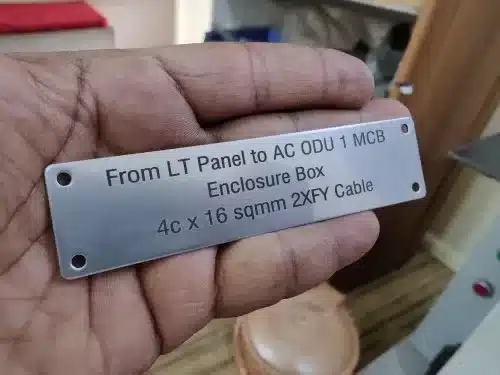 From LT Panel to AC ODU 1 MCB
Enclosure Box
4c x 16 sqmm 2XFY Cable